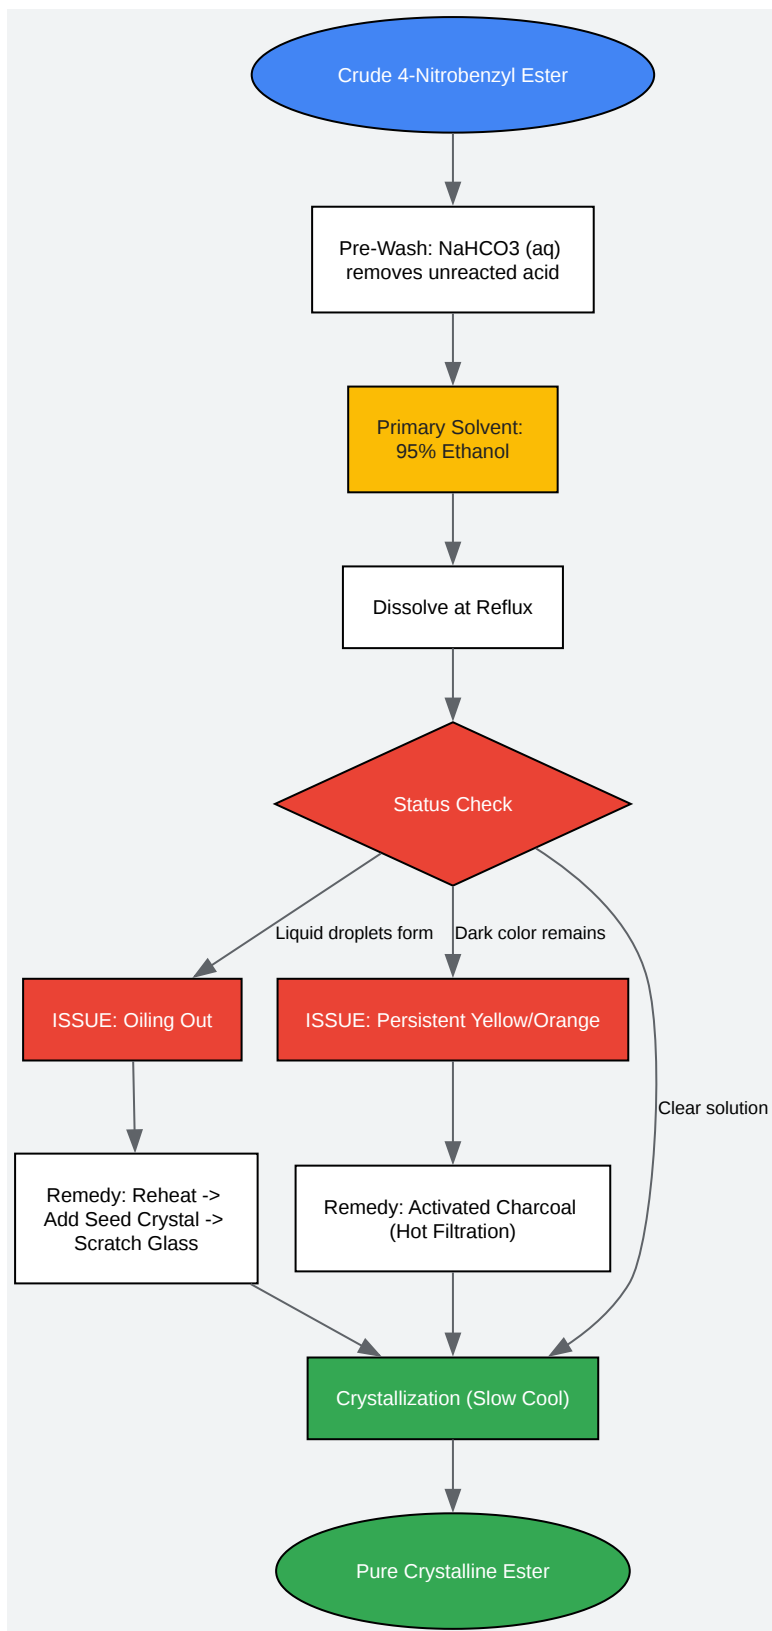 Crude 4-Nitrobenzyl Ester
Pre-Wash: NaHCO3 (aq)
removes unreacted acid
Primary Solvent:
95% Ethanol
Dissolve at Reflux
Status Check
Liquid droplets form
Dark color remains
ISSUE: Oiling Out
ISSUE: Persistent Yellow/Orange
Clear solution
Remedy: Reheat ->
Add Seed Crystal ->
Scratch Glass
Remedy: Activated Charcoal
(Hot Filtration)
Crystallization (Slow Cool)
Pure Crystalline Ester